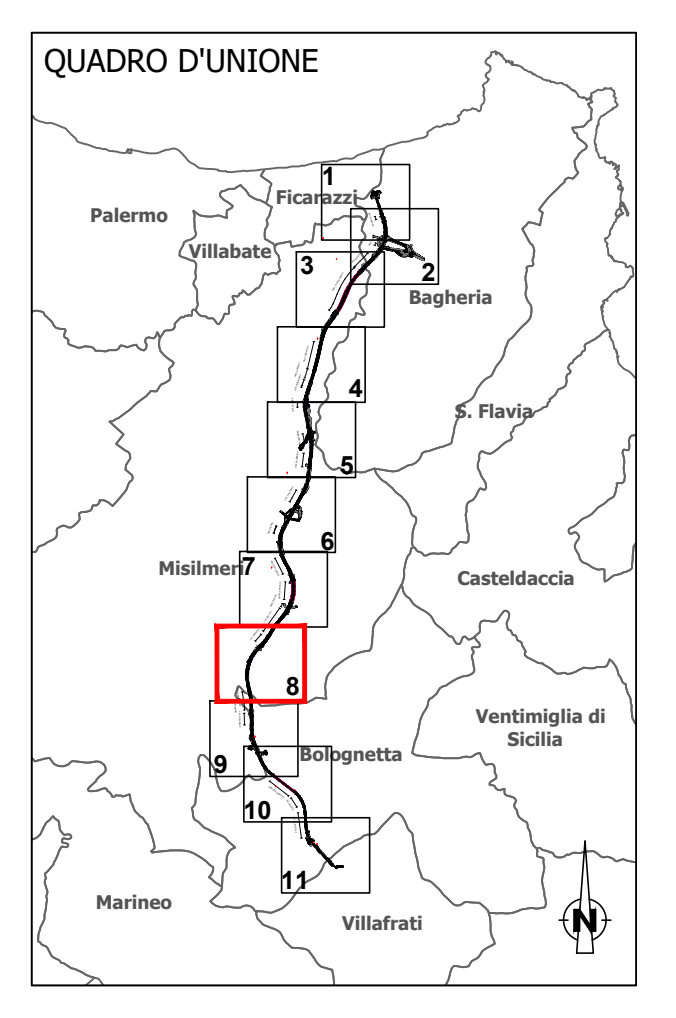 QUADRO D'UNIONE
1
Ficarazzi
Palermo
Villabate
3
2
Bagheria
4
S. Flavia
5
6
Misilmeri
7
Casteldaccia
8
Ventimiglia di
Sicilia
Bolognetta
9
10
11
Marineo
Villafrati
N